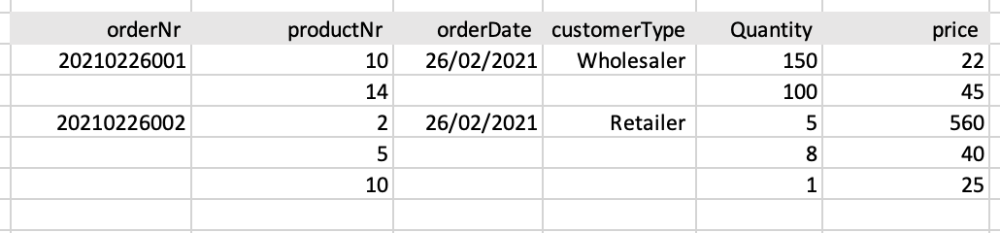 orderNr productNr orderDate customerType Quantity price
20210226001 10 26/02/2021 Wholesaler 150 22
14 100 45
20210226002 2 26/02/2021 Retailer 5 560
5 8 40
10 1 25